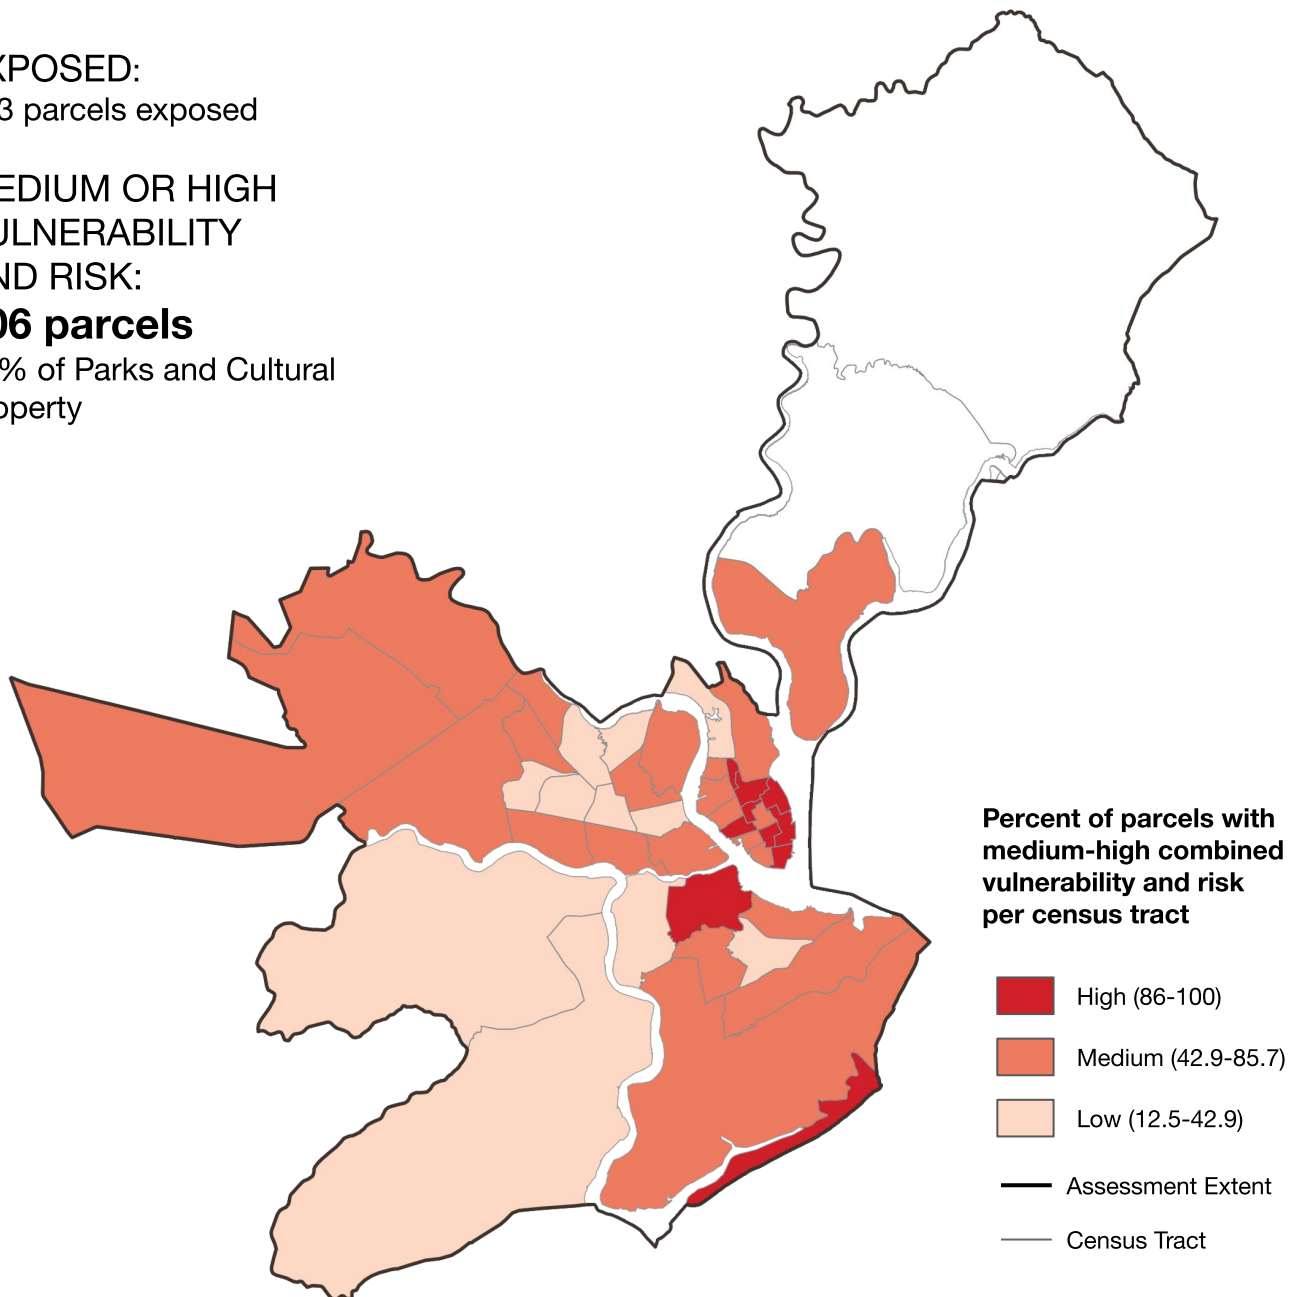 XPOSED:
3 parcels exposed
EDIUM OR HIGH
ULNERABILITY
ND RISK:
06 parcels
% of Parks and Cultural
operty
Percent of parcels with
medium-high combined
vulnerability and risk
per census tract
High (86-100)
Medium (42.9-85.7)
Low (12.5-42.9)
Assessment Extent
Census Tract